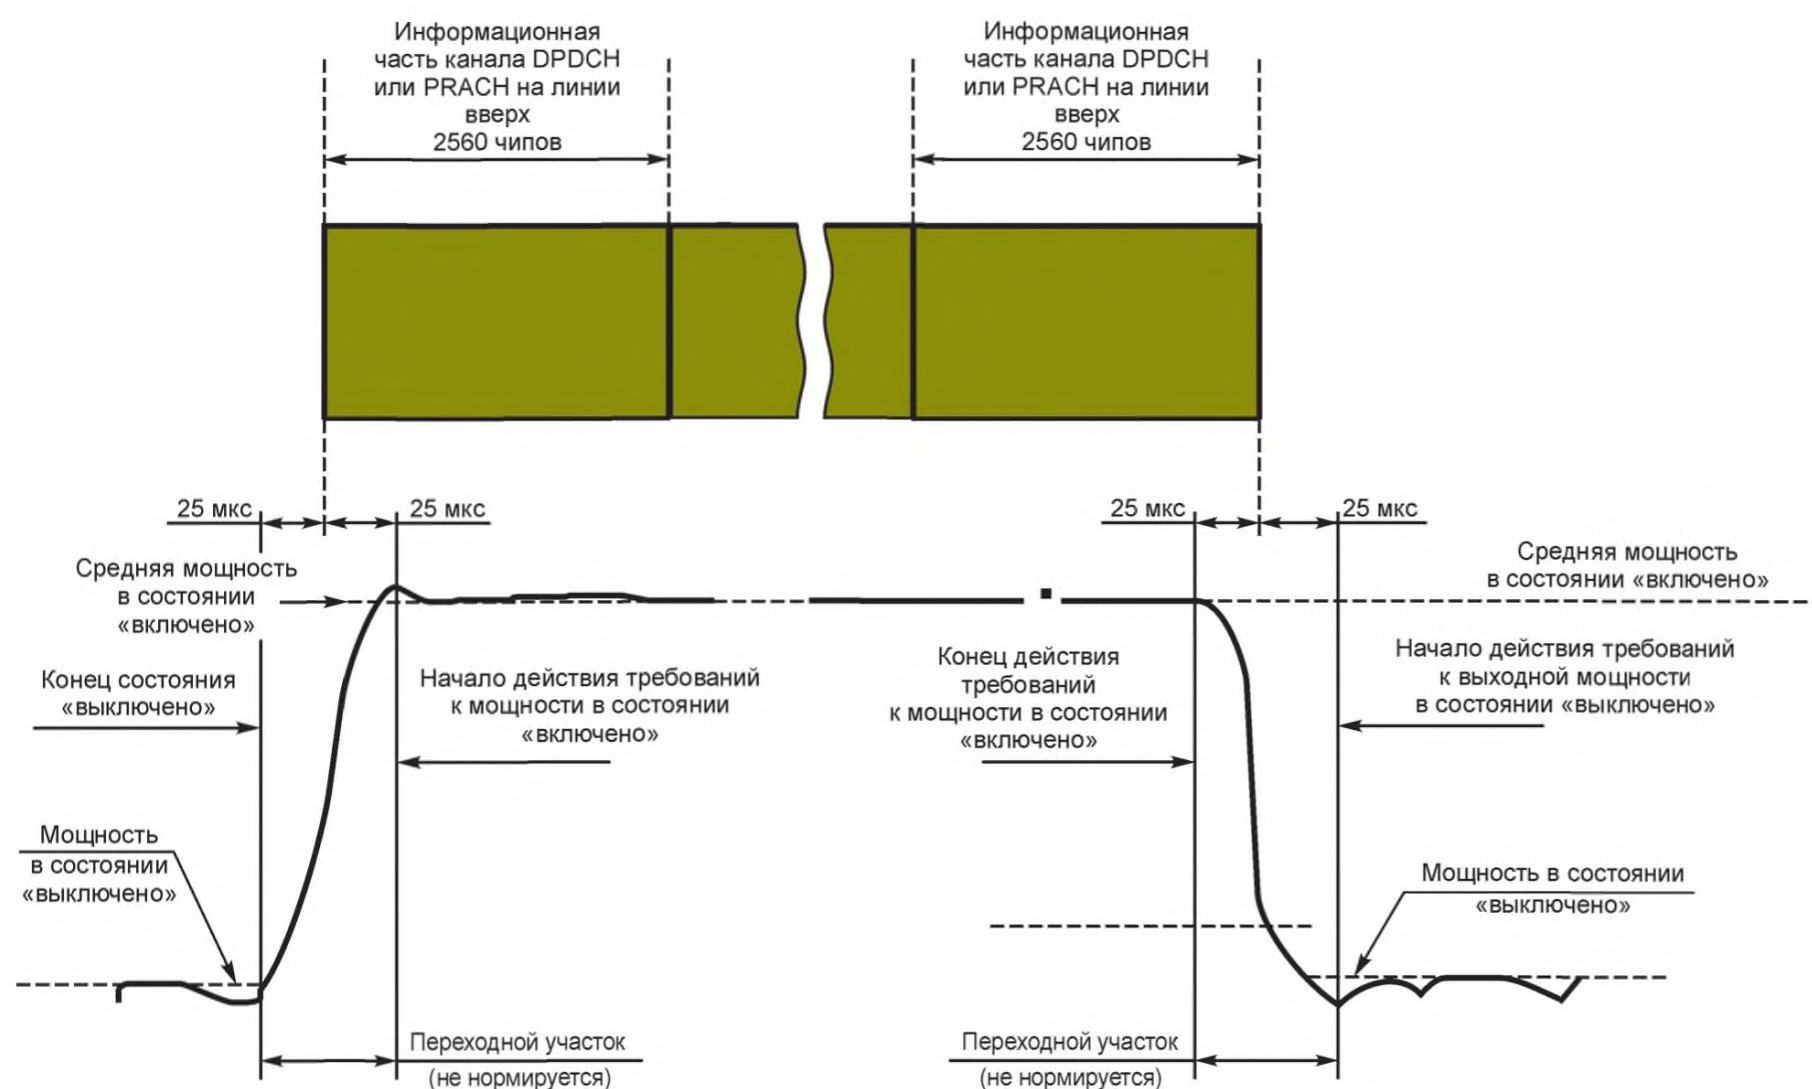 Информационная
часть канала DPDCH
или PRACH на линии
вверх
2560 чипов
Информационная
часть канала DPDCH
или PRACH на линии
вверх
2560 чипов
25 мкс
25 мкс
25 мкс
25 мкс
Средняя мощность
в состоянии
«включено»
Средняя мощность
в состоянии «включено»
Конец состояния
«выключено»
Начало действия требований
к мощности в состоянии
«включено»
Конец действия
требований
к мощности в состоянии
«включено»
Начало действия требований
к выходной мощности
в состоянии «выключено»
Мощность
в состоянии
«выключено»
Мощность в состоянии
«выключено»
Переходной участок
(не нормируется)
Переходной участок
(не нормируется)